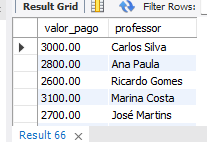 Result Grid Filter Rows:
valor_pago professor
3000.00 Carlos Silva
2800.00 Ana Paula
2600.00 Ricardo Gomes
3100.00 Marina Costa
2700.00 José Martins
Result 66 ×